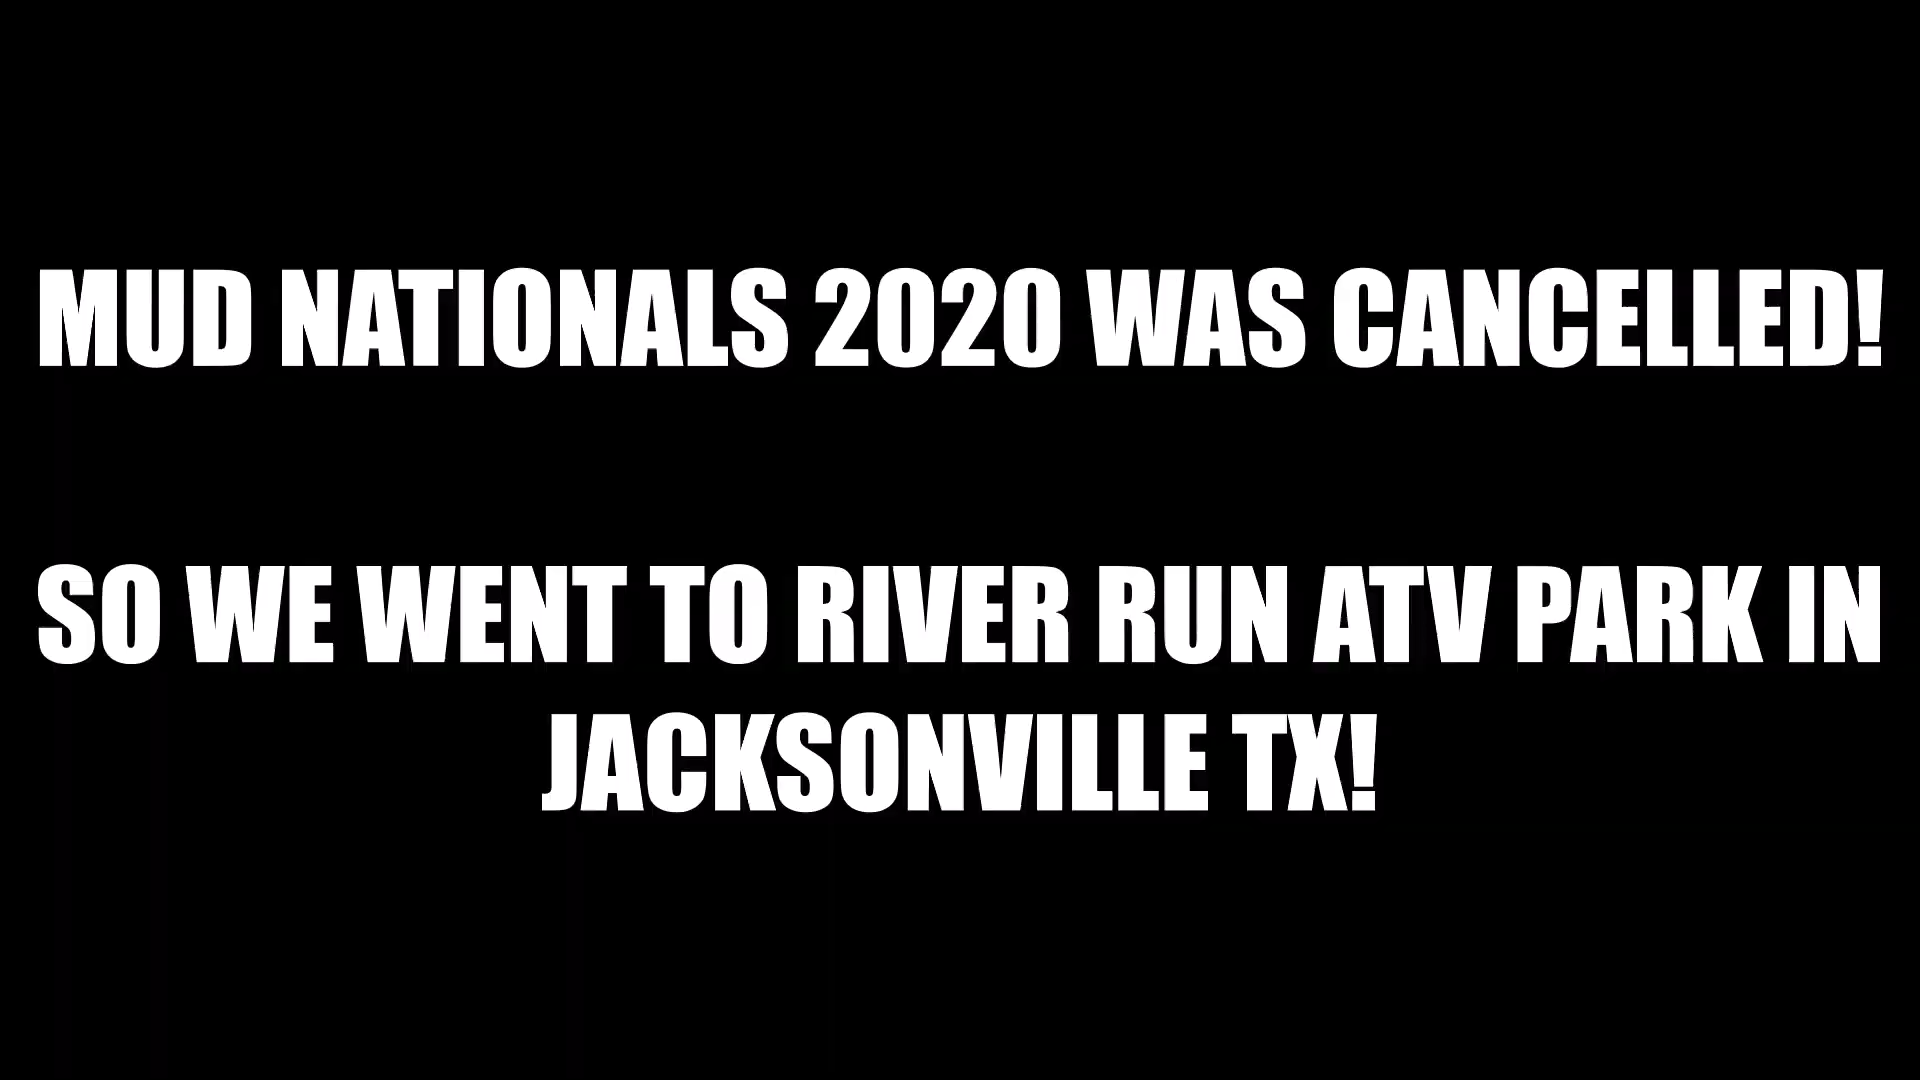 MUD NATIONALS 2020 WAS CANCELLED!
SO WE WENT TO RIVER RUN ATV PARK IN
JACKSONVILLE TX!